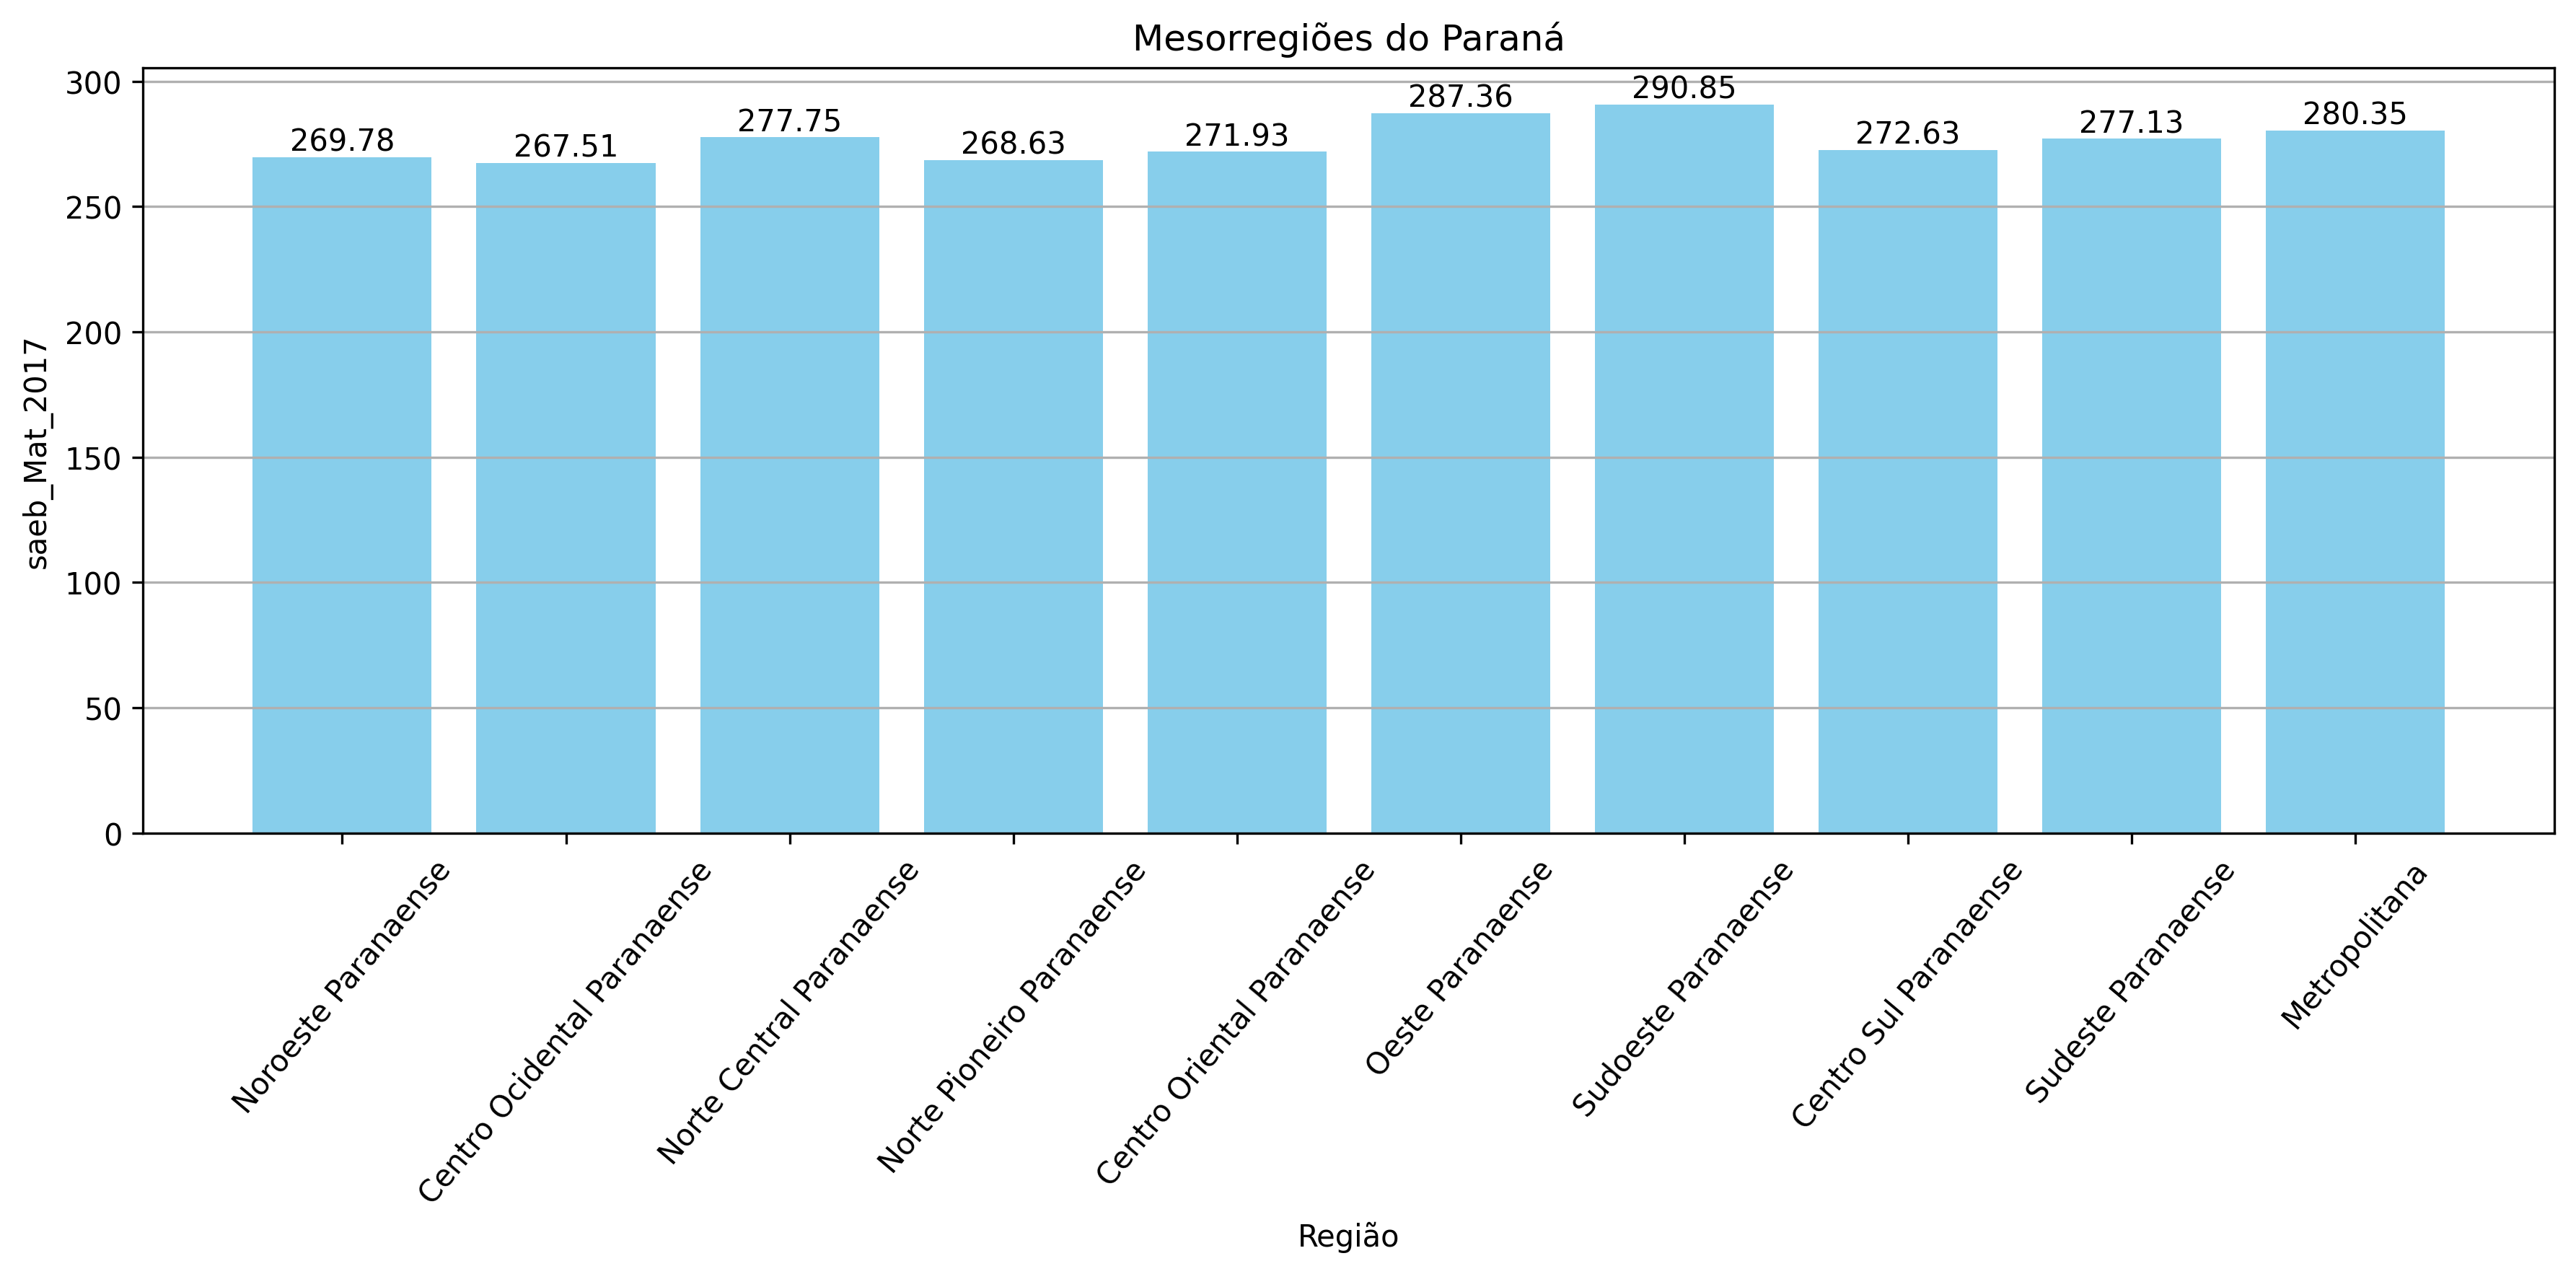 Mesorregiões do Paraná
saeb_Mat_2017
300
250
200
150
100
50
0
269.78
267.51
277.75
268.63
271.93
287.36
290.85
272.63
277.13
280.35
Noroeste Paranaense
Centro Ocidental Paranaense
Norte Central Paranaense
Norte Pioneiro Paranaense
Centro Oriental Paranaense
Oeste Paranaense
Sudoeste Paranaense
Centro Sul Paranaense
Sudeste Paranaense
Metropolitana
Região